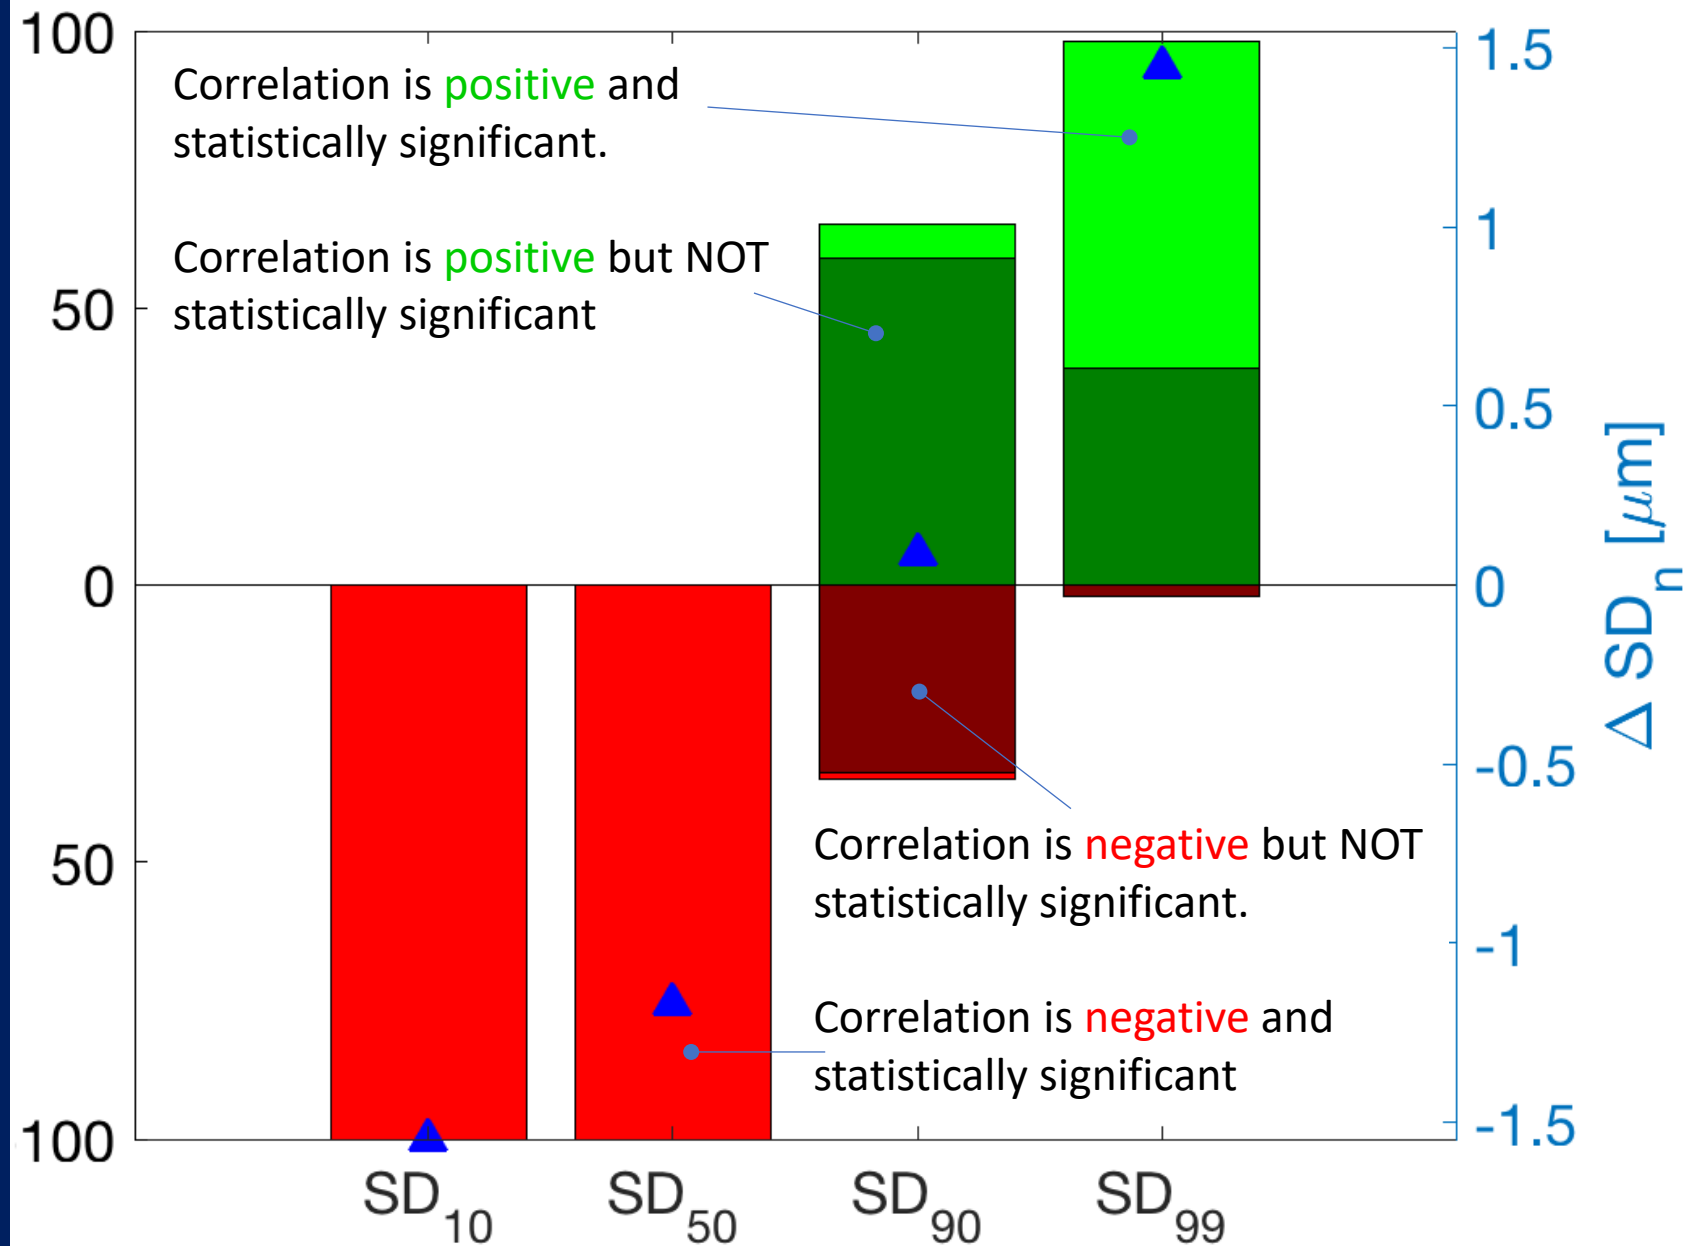 100
50
0
50
100
Correlation is positive and
statistically significant.
Correlation is positive but NOT
statistically significant
Correlation is negative but NOT
statistically significant.
Correlation is negative and
statistically significant
1.5
1
0.5
0
-0.5
-1
-1.5
Δ SDn [μm]
SD10
SD50
SD90
SD99